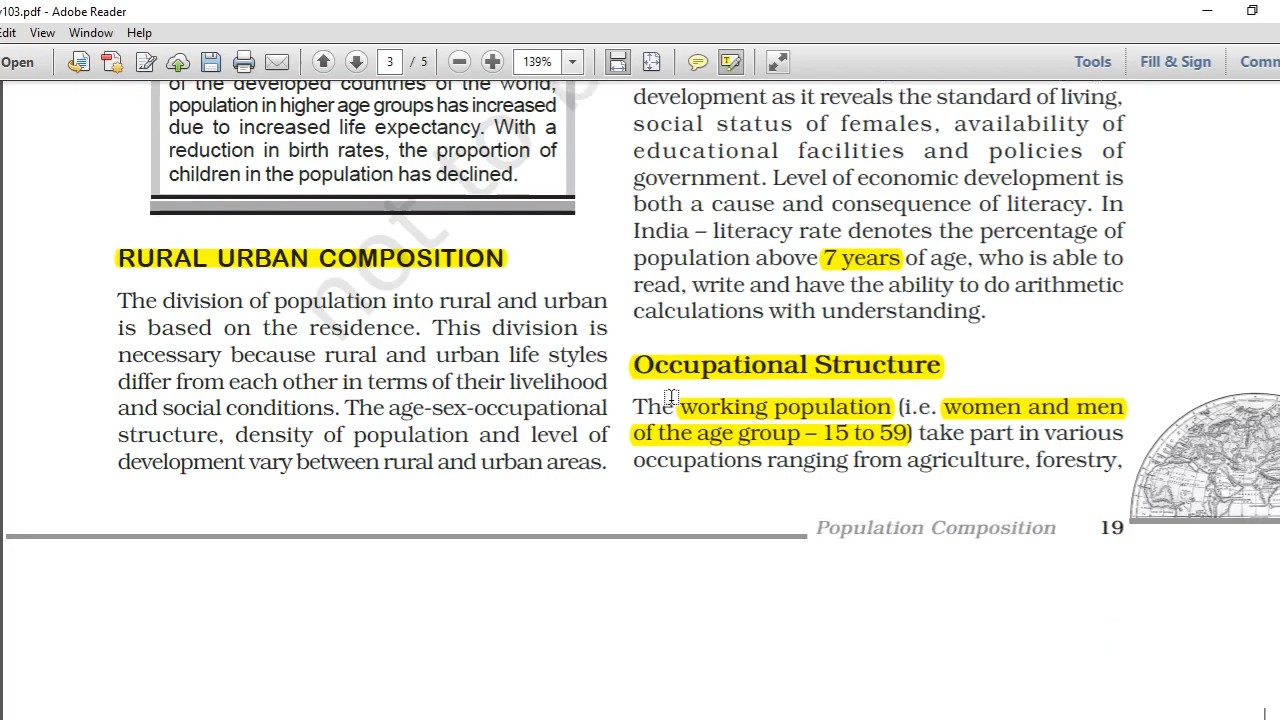 y103.pdf - Adobe Reader
Edit View Window Help
Open 3 / 5 139% Tools Fill & Sign Comm
of the developed countries of the world,
population in higher age groups has increased
due to increased life expectancy. With a
reduction in birth rates, the proportion of
children in the population has declined.
RURAL URBAN COMPOSITION
The division of population into rural and urban
is based on the residence. This division is
necessary because rural and urban life styles
differ from each other in terms of their livelihood
and social conditions. The age-sex-occupational
structure, density of population and level of
development vary between rural and urban areas.
development as it reveals the standard of living,
social status of females, availability of
educational facilities and policies of
government. Level of economic development is
both a cause and consequence of literacy. In
India – literacy rate denotes the percentage of
population above 7 years of age, who is able to
read, write and have the ability to do arithmetic
calculations with understanding.
Occupational Structure
The working population (i.e. women and men
of the age group – 15 to 59) take part in various
occupations ranging from agriculture, forestry,
Population Composition 19
not to b